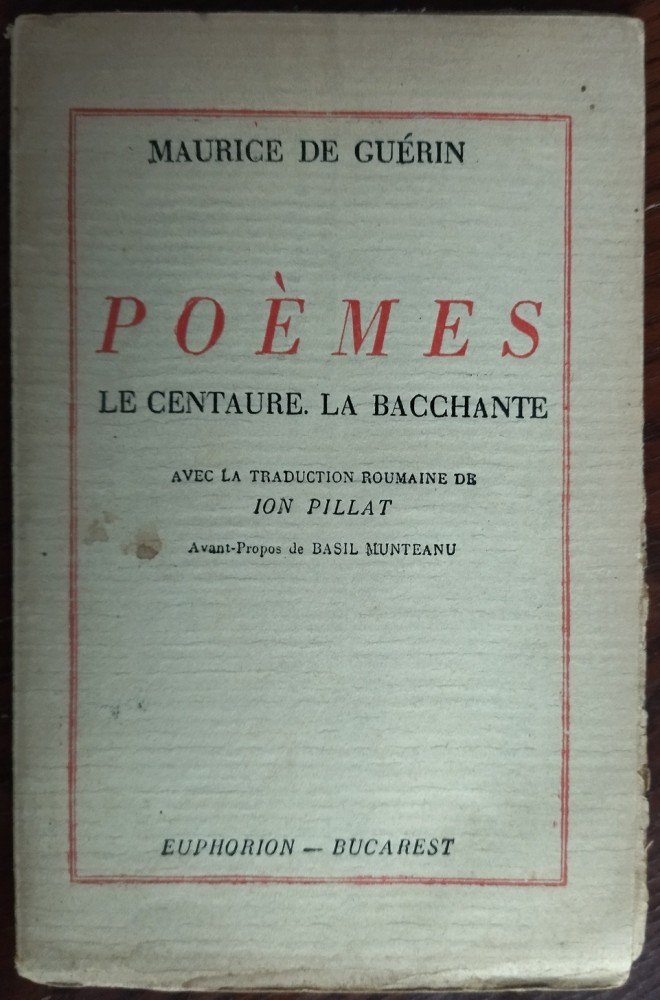 MAURICE DE GUÉRIN
POÈMES
LE CENTAURE. LA BACCHANTE
AVEC LA TRADUCTION ROUMAINE DE
ION PILLAT
Avant-Propos de BASIL MUNTEANU
EUPHORION — BUCAREST